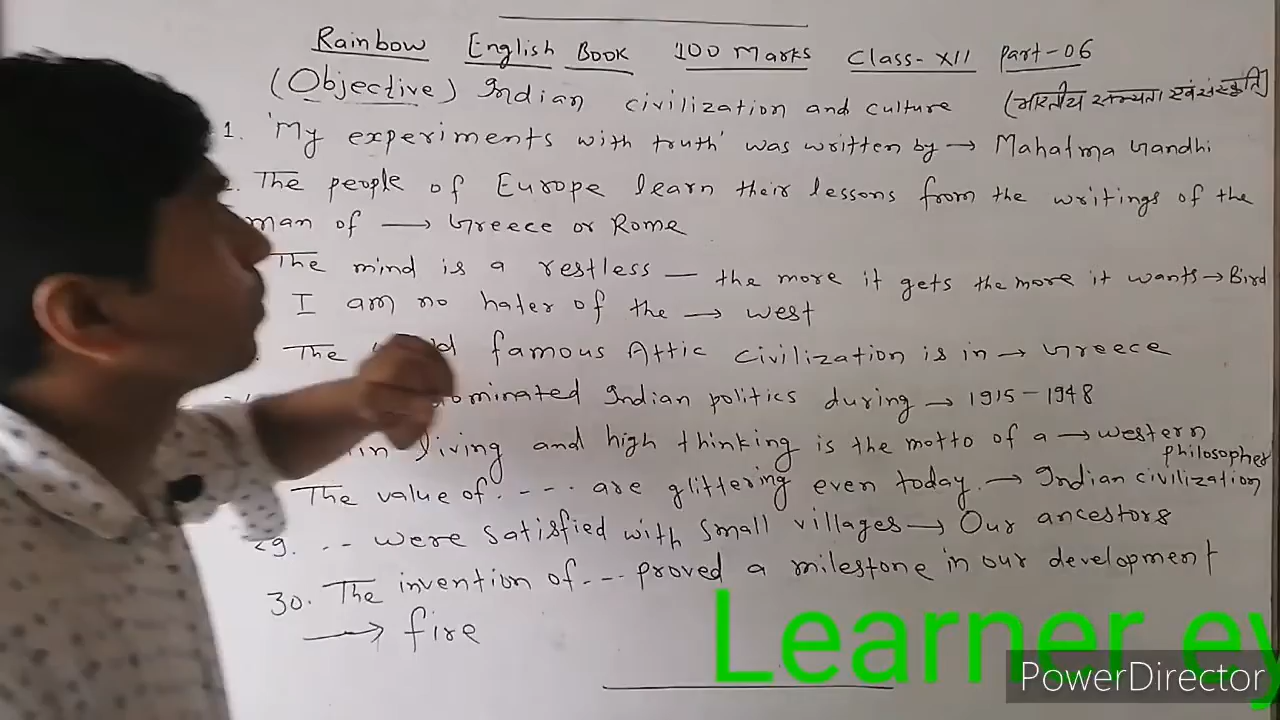 Rainbow English Book 100 Marks Class-XII Part-06
(Objective) Indian civilization and culture (भारतीय सभ्यता एवं संस्कृति)
1. 'My experiments with truth' was written by → Mahatma Gandhi
The people of Europe learn their lessons from the writings of the
man of → Greece or Rome
The mind is a restless — the more it gets the more it wants → Bird
I am no hater of the → west
The famous Attic civilization is in → Greece
Indian politics during → 1915-1948
living and high thinking is the motto of a → western
philosopher
The value of .---. are glittering even today. → Indian civilization
29. .-- were satisfied with small villages → Our ancestors
30. The invention of .--- proved a milestone in our development
→ fire
Learner ey
PowerDirector